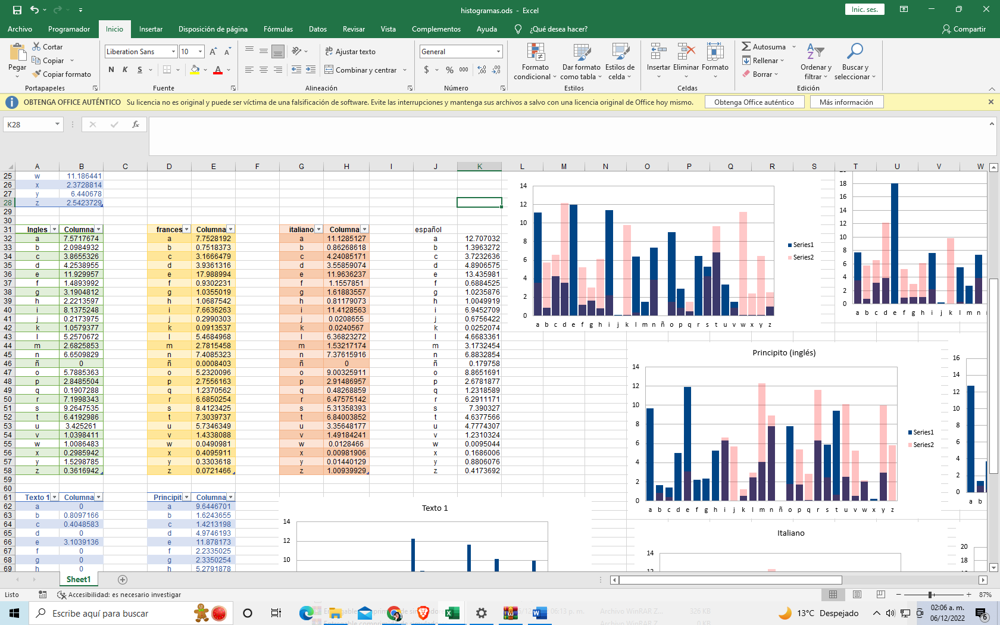 histogramas.ods - Excel
Inic. ses.
Archivo Programador Inicio Insertar Disposición de página Fórmulas Datos Revisar Vista Complementos Ayuda ¿Qué desea hacer? Compartir
Pegar Cortar Copiar Copiar formato
Liberation Sans 10
N K S
Ajustar texto
Combinar y centrar
General
$ % 000
Formato condicional Dar formato como tabla Estilos de celda
Insertar Eliminar Formato
Autosuma Rellenar Borrar
Ordenar y filtrar Buscar y seleccionar
Portapapeles Fuente Alineación Número Estilos Celdas Edición
OBTENGA OFFICE AUTÉNTICO Su licencia no es original y puede ser víctima de una falsificación de software. Evite las interrupciones y mantenga sus archivos a salvo con una licencia original de Office hoy mismo. Obtenga Office auténtico Más información
K28 fx
A B C D E F G H I J K L M N O P Q R S T U V W
25 w 11.186441
26 x 2.3728814
27 y 6.440678
28 z 2.5423729
29
30
31 Ingles Columna frances Columna italiano Columna español
32 a 7.5717674 a 7.7528192 a 11.1285127 a 12.707032
33 b 2.0984932 b 0.7518373 b 0.86268618 b 1.3963272
34 c 3.8655326 c 3.1666479 c 4.24085171 c 3.7232636
35 d 4.2538955 d 3.9361316 d 3.55859074 d 4.8906575
36 e 11.929957 e 17.988994 e 11.9636237 e 13.435981
37 f 1.4893992 f 0.9302231 f 1.1557851 f 0.6884525
38 g 3.1904812 g 1.0355019 g 1.61883557 g 1.0235876
39 h 2.2213597 h 1.0687542 h 0.81179073 h 1.0049919
40 i 8.1375248 i 7.6636263 i 11.4128563 i 6.9452709
41 j 0.2173975 j 0.2990303 j 0.0208655 j 0.6756422
42 k 1.0579377 k 0.0913537 k 0.0240567 k 0.0252074
43 l 5.2570672 l 5.4684968 l 6.36823272 l 4.6683361
44 m 2.6825853 m 2.7815458 m 1.53217174 m 3.1732454
45 n 6.6509829 n 7.4085323 n 7.37615916 n 6.8832854
46 ñ 0 ñ 0.0008403 ñ 0 ñ 0.179758
47 o 5.7885363 o 5.2320096 o 9.00325911 o 8.8651691
48 p 2.8485504 p 2.7556163 p 2.91486957 p 2.6781877
49 q 0.1907288 q 1.2370562 q 0.48268859 q 1.2318589
50 r 7.1998343 r 6.6850254 r 6.47575142 r 6.2911171
51 s 9.2647535 s 8.4123425 s 5.31358393 s 7.390327
52 t 6.4192986 t 7.3039737 t 6.84003852 t 4.6377566
53 u 3.425261 u 5.7346349 u 3.35648177 u 4.7774307
54 v 1.0398411 v 1.4338088 v 1.49184241 v 1.2310324
55 w 1.0086483 w 0.0490981 w 0.0128466 w 0.0095044
56 x 0.2985942 x 0.4095911 x 0.00981906 x 0.1686006
57 y 1.5298785 y 0.3303618 y 0.01440129 y 0.8806076
58 z 0.3616942 z 0.0721466 z 1.00939929 z 0.4173692
59
60
61 Texto 1 Columna Principit Columna
62 a 0 a 9.6446701
63 b 0.8097166 b 1.6243655
64 c 0.4048583 c 1.4213198
65 d 0 d 4.9746193
66 e 3.1039136 e 11.878173
67 f 0 f 2.2335025
68 g 0 g 2.3350254
69 h 0 h 5.2791878
14
12
10
8
6
4
2
0
a b c d e f g h i j k l m n ñ o p q r s t u v w x y z
Series1
Series2
18
16
14
12
10
8
6
4
2
0
a b c d e f g h i j k l m n
Principito (inglés)
14
12
10
8
6
4
2
0
a b c d e f g h i j k l m n ñ o p q r s t u v w x y z
Series1
Series2
16
14
12
10
8
6
4
2
0
a b
Texto 1
14
12
10
Italiano
14
12
20
18
Sheet1
Listo Accesibilidad: es necesario investigar 87%
Escribe aquí para buscar
06:13 p. m. Archivo WinRAR Z... 326 KB
Archivo WinRAR Z... 0 KB
13°C Despejado
02:06 a. m.
06/12/2022
6